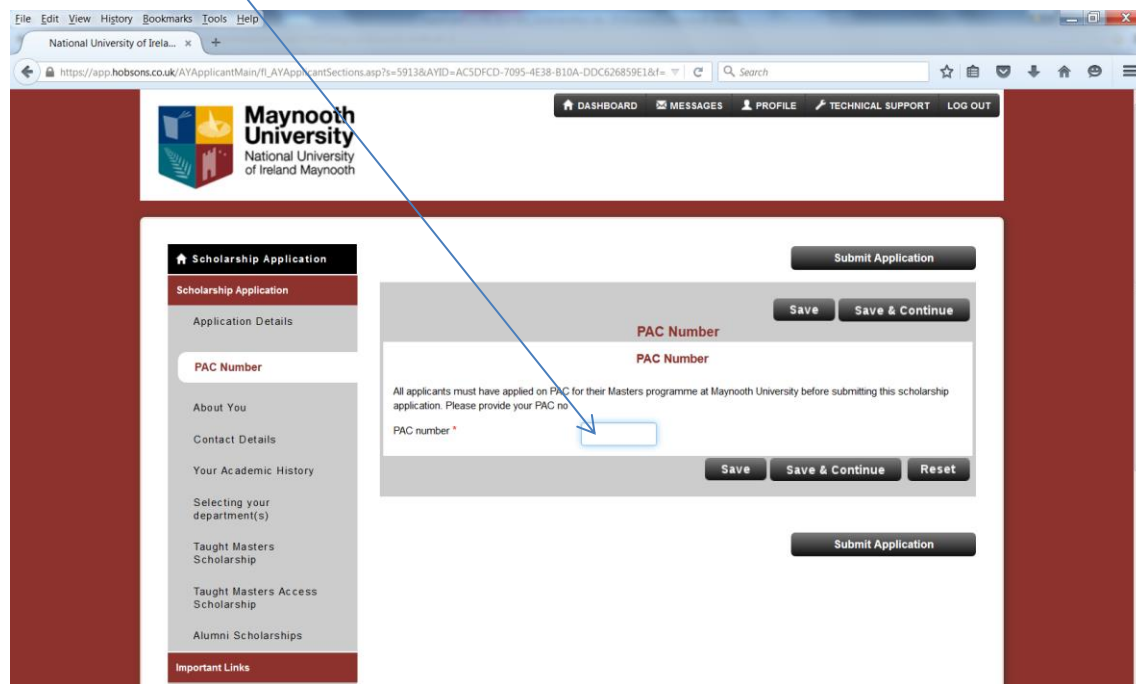 File Edit View History Bookmarks Tools Help
National University of Irela... × +
https://app.hobsons.co.uk/AYApplicantMain/fl_AYApplicantSections.asp?s=5913&AYID=AC5DFCD-7095-4E38-B10A-DDC626859E1&f= Search
DASHBOARD MESSAGES PROFILE TECHNICAL SUPPORT LOG OUT
Maynooth
University
National University
of Ireland Maynooth
Scholarship Application
Scholarship Application
Application Details
PAC Number
About You
Contact Details
Your Academic History
Selecting your
department(s)
Taught Masters
Scholarship
Taught Masters Access
Scholarship
Alumni Scholarships
Important Links
Submit Application
Save Save & Continue
PAC Number
PAC Number
All applicants must have applied on PAC for their Masters programme at Maynooth University before submitting this scholarship
application. Please provide your PAC no
PAC number *
Save Save & Continue Reset
Submit Application